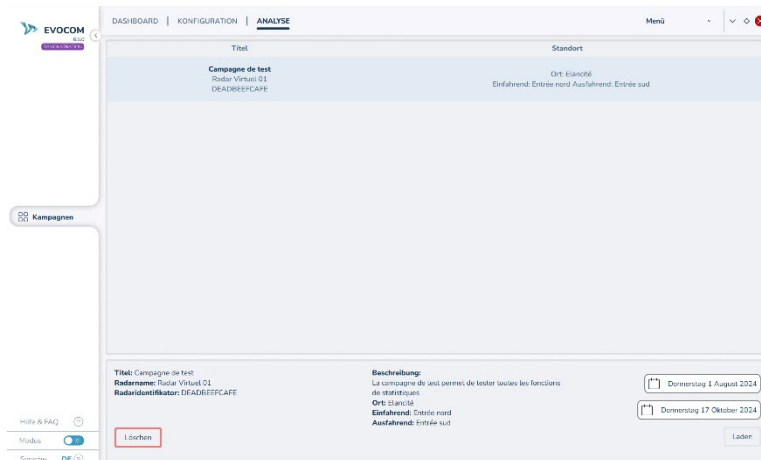 EVOCOM
DASHBOARD | KONFIGURATION | ANALYSE
Menü
Titel
Standort
Campagne de test
Radar Virtuel 01
DEADBEEFCAFE
Ort: Elancité
Einfahrend: Entrée nord Ausfahrend: Entrée sud
Kampagnen
Titel: Campagne de test
Radarname: Radar Virtuel 01
Radaridentifikator: DEADBEEFCAFE
Löschen
Beschreibung:
La campagne de test permet de tester toutes les fonctions
de statistiques
Ort: Elancité
Einfahrend: Entrée nord
Ausfahrend: Entrée sud
Donnerstag 1 August 2024
Donnerstag 17 Oktober 2024
Laden
Hilfe & FAQ
Modus
Sprache DE